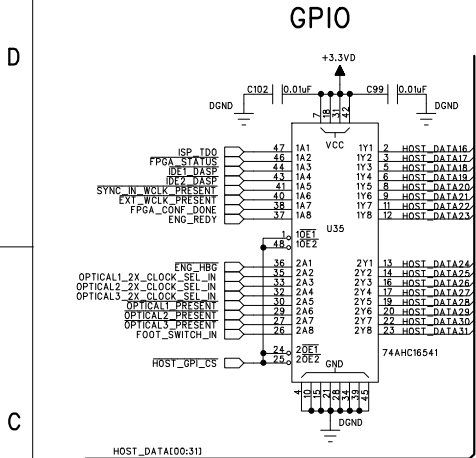 GPIO
D
+3.3VD
C102 0.01uF C99 0.01uF
DGND DGND
7 18 31 42
VCC
ISP_TDO 47 1A1 1Y1 2 HOST_DATA16
FPGA_STATUS 46 1A2 1Y2 3 HOST_DATA17
IDE1_DASP 44 1A3 1Y3 5 HOST_DATA18
IDE2_DASP 43 1A4 1Y4 6 HOST_DATA19
SYNC_IN_WCLK_PRESENT 41 1A5 1Y5 8 HOST_DATA20
EXT_WCLK_PRESENT 40 1A6 1Y6 9 HOST_DATA21
FPGA_CONF_DONE 38 1A7 1Y7 11 HOST_DATA22
ENG_REDY 37 1A8 1Y8 12 HOST_DATA23
U35
1 1OE1
48 1OE2
ENG_HBG 36 2A1 2Y1 13 HOST_DATA24
OPTICAL1_2X_CLOCK_SEL_IN 35 2A2 2Y2 14 HOST_DATA25
OPTICAL2_2X_CLOCK_SEL_IN 33 2A3 2Y3 16 HOST_DATA26
OPTICAL3_2X_CLOCK_SEL_IN 32 2A4 2Y4 17 HOST_DATA27
OPTICAL1_PRESENT 30 2A5 2Y5 19 HOST_DATA28
OPTICAL2_PRESENT 29 2A6 2Y6 20 HOST_DATA29
OPTICAL3_PRESENT 27 2A7 2Y7 22 HOST_DATA30
FOOT_SWITCH_IN 26 2A8 2Y8 23 HOST_DATA31
24 2OE1
HOST_GPI_CS 25 2OE2
74AHC16541
GND
4 10 15 21 28 34 39 45
DGND
C
HOST_DATA[00:31]